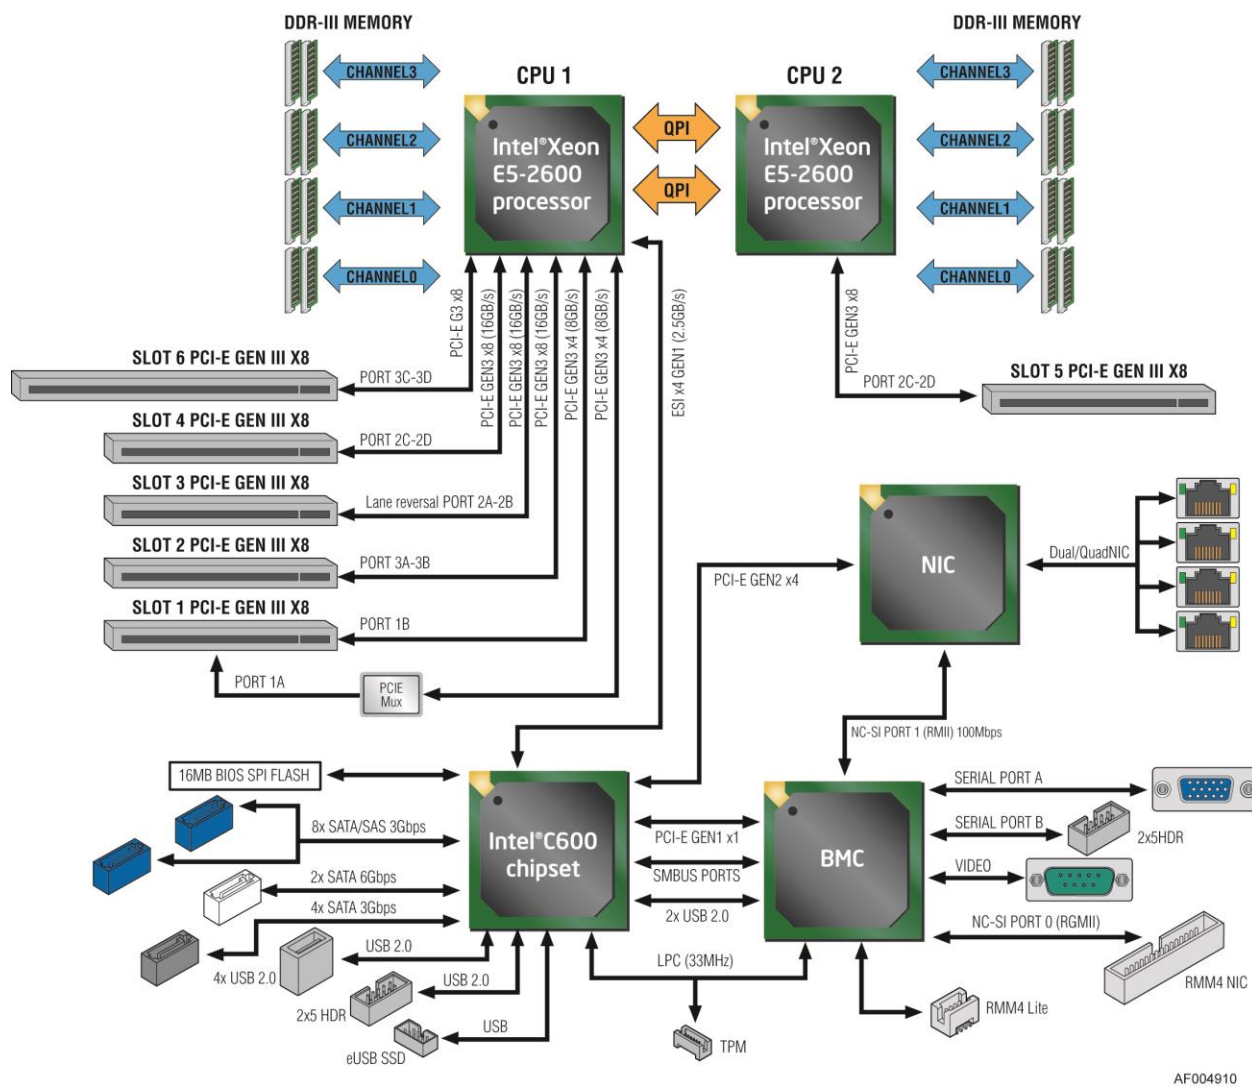 DDR-III MEMORY
DDR-III MEMORY
CHANNEL3
CPU 1
CPU 2
CHANNEL3
QPI
CHANNEL2
Intel®Xeon
E5-2600
processor
Intel®Xeon
E5-2600
processor
CHANNEL2
QPI
CHANNEL1
CHANNEL1
CHANNEL0
CHANNEL0
PCI-E G3 x8
PCI-E GEN3 x8 (16GB/s)
PCI-E GEN3 x8 (16GB/s)
PCI-E GEN3 x8 (16GB/s)
PCI-E GEN3 x4 (8GB/s)
PCI-E GEN3 x4 (8GB/s)
ESI x4 GEN1 (2.5GB/s)
PCI-E GEN3 x8
SLOT 6 PCI-E GEN III X8
PORT 3C-3D
PORT 2C-2D
SLOT 5 PCI-E GEN III X8
SLOT 4 PCI-E GEN III X8
PORT 2C-2D
SLOT 3 PCI-E GEN III X8
Lane reversal PORT 2A-2B
SLOT 2 PCI-E GEN III X8
PORT 3A-3B
PCI-E GEN2 x4
NIC
Dual/QuadNIC
SLOT 1 PCI-E GEN III X8
PORT 1B
PORT 1A
PCIE
Mux
NC-SI PORT 1 (RMII) 100Mbps
16MB BIOS SPI FLASH
SERIAL PORT A
8x SATA/SAS 3Gbps
Intel®C600
chipset
PCI-E GEN1 x1
BMC
SERIAL PORT B
2x5HDR
SMBUS PORTS
VIDEO
2x SATA 6Gbps
4x SATA 3Gbps
2x USB 2.0
NC-SI PORT 0 (RGMII)
USB 2.0
4x USB 2.0
LPC (33MHz)
RMM4 NIC
USB 2.0
2x5 HDR
RMM4 Lite
USB
eUSB SSD
TPM
AF004910